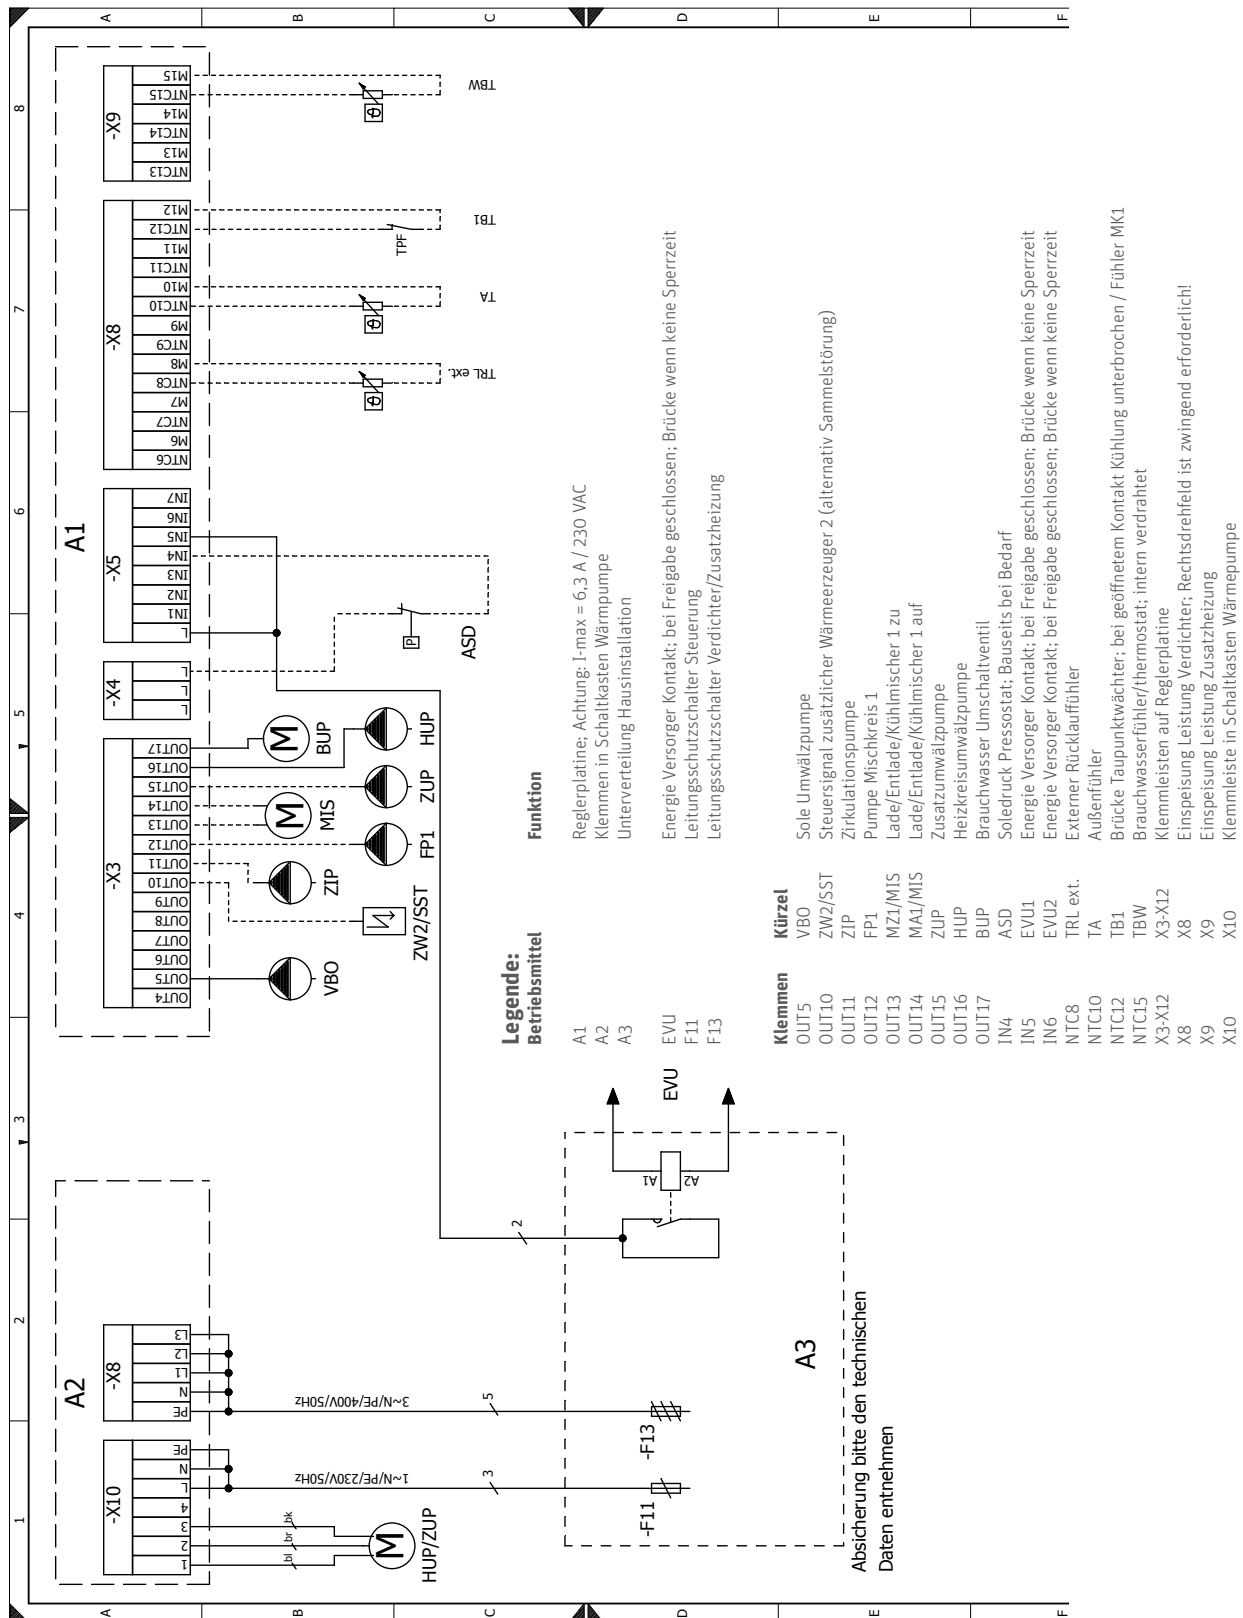 A
B
C
D
E
F
8
7
6
5
4
3
2
1
A1
-X9
M15
NTC15
M14
NTC14
M13
NTC13
TBW
-X8
M12
NTC12
M11
NTC11
M10
NTC10
M9
NTC9
M8
NTC8
M7
NTC7
M6
NTC6
TPF
TB1
TA
TRL ext.
-X5
IN7
IN6
IN5
IN4
IN3
IN2
IN1
L
P
ASD
-X4
L
L
L
-X3
OUT17
OUT16
OUT15
OUT14
OUT13
OUT12
OUT11
OUT10
OUT9
OUT8
OUT7
OUT6
OUT5
OUT4
M
BUP
HUP
ZUP
M
MIS
FP1
ZIP
ZW2/SST
VBO
A2
-X8
L3
L2
L1
N
PE
3~N/PE/400V/50Hz
5
-X10
PE
N
L
4
3
2
1
1~N/PE/230V/50Hz
3
bl
br
bk
M
HUP/ZUP
2
EVU
A1
A2
A3
-F13
-F11
Absicherung bitte den technischen
Daten entnehmen
Legende:
Betriebsmittel Funktion
A1 Reglerplatine; Achtung: I-max = 6,3 A / 230 VAC
A2 Klemmen in Schaltkasten Wärmpumpe
A3 Unterverteilung Hausinstallation
EVU Energie Versorger Kontakt; bei Freigabe geschlossen; Brücke wenn keine Sperrzeit
F11 Leitungsschutzschalter Steuerung
F13 Leitungsschutzschalter Verdichter/Zusatzheizung
Klemmen Kürzel
OUT5 VBO Sole Umwälzpumpe
OUT10 ZW2/SST Steuersignal zusätzlicher Wärmeerzeuger 2 (alternativ Sammelstörung)
OUT11 ZIP Zirkulationspumpe
OUT12 FP1 Pumpe Mischkreis 1
OUT13 MZ1/MIS Lade/Entlade/Kühlmischer 1 zu
OUT14 MA1/MIS Lade/Entlade/Kühlmischer 1 auf
OUT15 ZUP Zusatzumwälzpumpe
OUT16 HUP Heizkreisumwälzpumpe
OUT17 BUP Brauchwasser Umschaltventil
IN4 ASD Soledruck Pressostat; Bauseits bei Bedarf
IN5 EVU1 Energie Versorger Kontakt; bei Freigabe geschlossen; Brücke wenn keine Sperrzeit
IN6 EVU2 Energie Versorger Kontakt; bei Freigabe geschlossen; Brücke wenn keine Sperrzeit
NTC8 TRL ext. Externer Rücklauffühler
NTC10 TA Außenfühler
NTC12 TB1 Brücke Taupunktwächter; bei geöffnetem Kontakt Kühlung unterbrochen / Fühler MK1
NTC15 TBW Brauchwasserfühler/thermostat; intern verdrahtet
X3-X12 X3-X12 Klemmleisten auf Reglerplatine
X8 X8 Einspeisung Leistung Verdichter; Rechtsdrehfeld ist zwingend erforderlich!
X9 X9 Einspeisung Leistung Zusatzheizung
X10 X10 Klemmleiste in Schaltkasten Wärmepumpe